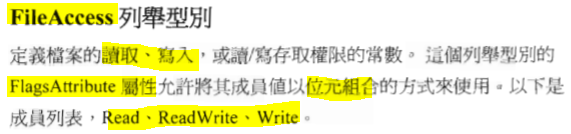 FileAccess 列舉型別
定義檔案的讀取、寫入，或讀/寫存取權限的常數。 這個列舉型別的
FlagsAttribute 屬性允許將其成員值以位元組合的方式來使用。以下是
成員列表，Read、ReadWrite、Write。